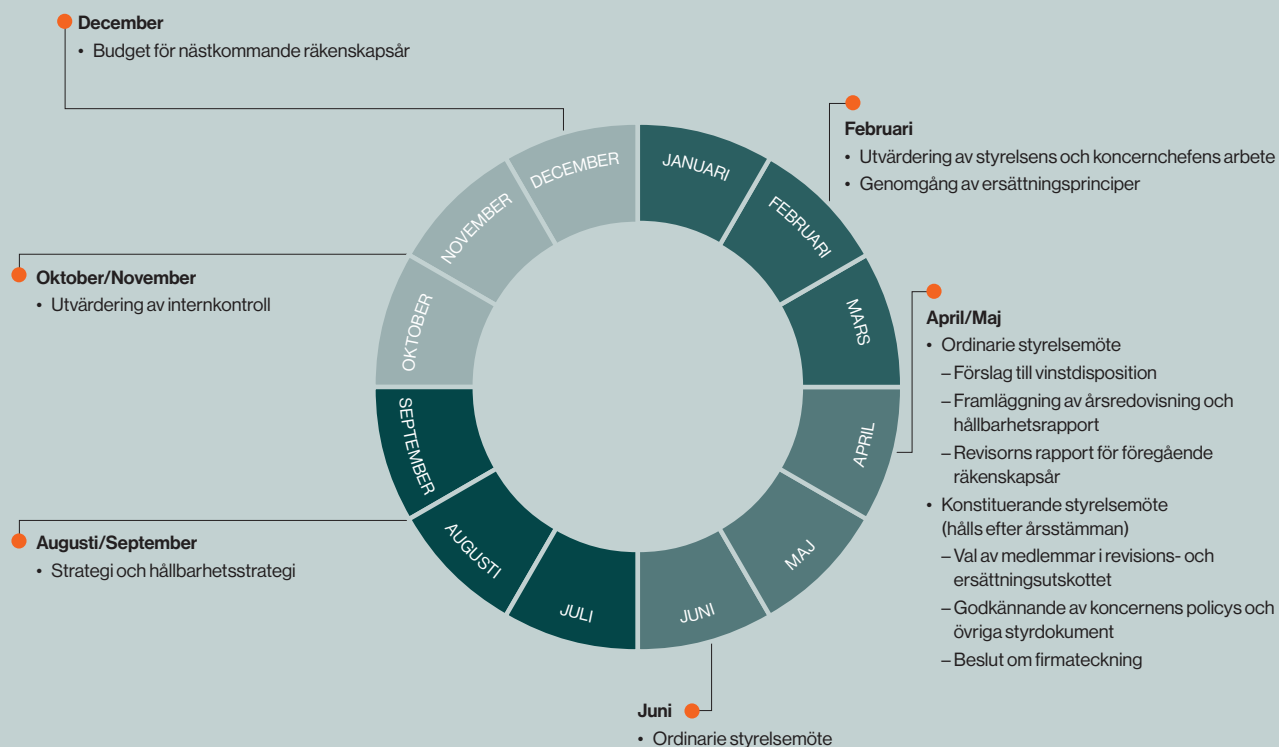 December
• Budget för nästkommande räkenskapsår
Februari
• Utvärdering av styrelsens och koncernchefens arbete
• Genomgång av ersättningsprinciper
April/Maj
• Ordinarie styrelsemöte
– Förslag till vinstdisposition
– Framläggning av årsredovisning och
hållbarhetsrapport
– Revisorns rapport för föregående
räkenskapsår
• Konstituerande styrelsemöte
(hålls efter årsstämman)
– Val av medlemmar i revisions- och
ersättningsutskottet
– Godkännande av koncernens policys och
övriga styrdokument
– Beslut om firmateckning
Juni
• Ordinarie styrelsemöte
Augusti/September
• Strategi och hållbarhetsstrategi
Oktober/November
• Utvärdering av internkontroll
JANUARI
FEBRUARI
MARS
APRIL
MAJ
JUNI
JULI
AUGUSTI
SEPTEMBER
OKTOBER
NOVEMBER
DECEMBER